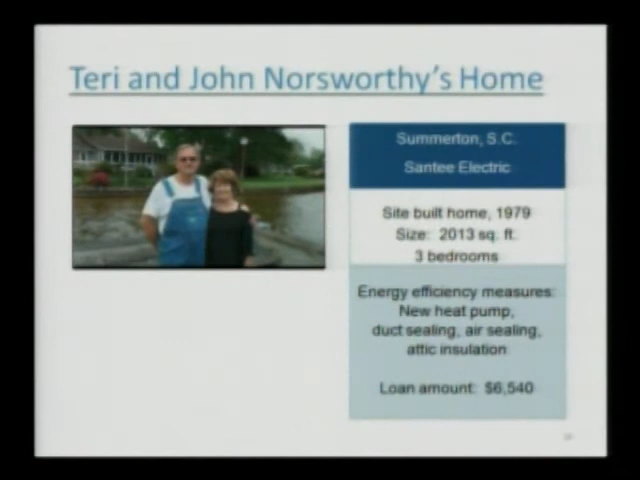 Teri and John Norsworthy's Home
Summerton, S.C.
Santee Electric
Site built home, 1979
Size: 2013 sq. ft.
3 bedrooms
Energy efficiency measures:
New heat pump,
duct sealing, air sealing,
attic insulation
Loan amount: $6,540